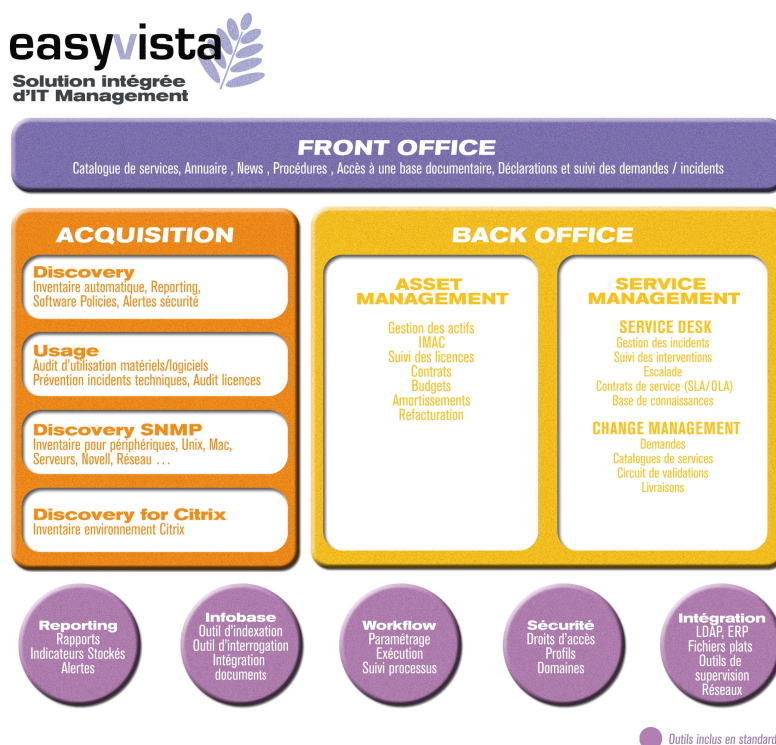 easyvista
Solution intégrée
d'IT Management
FRONT OFFICE
Catalogue de services, Annuaire , News , Procédures , Accès à une base documentaire, Déclarations et suivi des demandes / incidents
ACQUISITION
Discovery
Inventaire automatique, Reporting,
Software Policies, Alertes sécurité
Usage
Audit d'utilisation matériels/logiciels
Prévention incidents techniques, Audit licences
Discovery SNMP
Inventaire pour périphériques, Unix, Mac,
Serveurs, Novell, Réseau ...
Discovery for Citrix
Inventaire environnement Citrix
BACK OFFICE
ASSET
MANAGEMENT
Gestion des actifs
IMAC
Suivi des licences
Contrats
Budgets
Amortissements
Refacturation
SERVICE
MANAGEMENT
SERVICE DESK
Gestion des incidents
Suivi des interventions
Escalade
Contrats de service (SLA/OLA)
Base de connaissances
CHANGE MANAGEMENT
Demandes
Catalogues de services
Circuit de validations
Livraisons
Reporting
Rapports
Indicateurs Stockés
Alertes
Infobase
Outil d'indexation
Outil d'interrogation
Intégration
documents
Workflow
Paramétrage
Exécution
Suivi processus
Sécurité
Droits d'accès
Profils
Domaines
Intégration
LDAP, ERP
Fichiers plats
Outils de
supervision
Réseaux
Outils inclus en standard